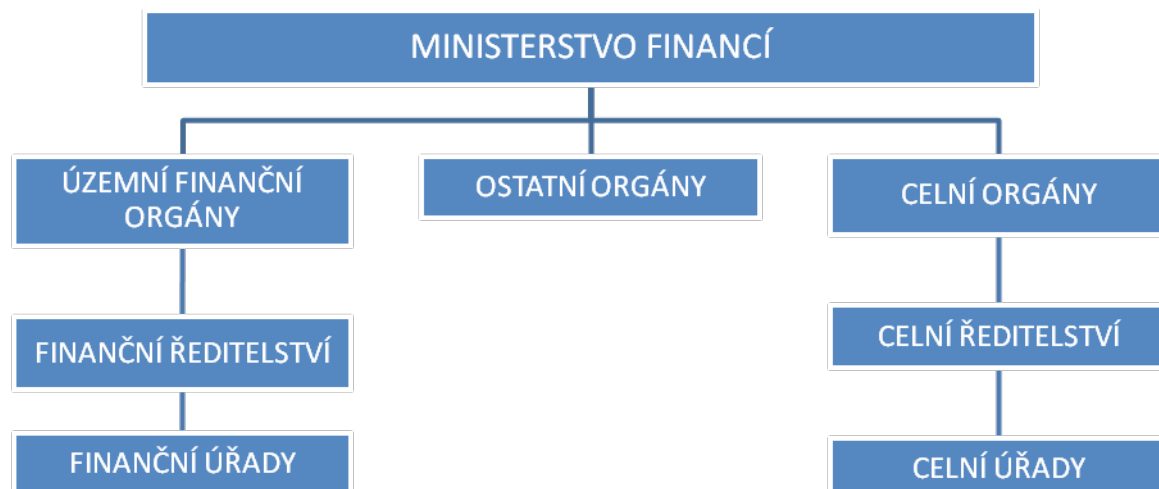 MINISTERSTVO FINANCÍ
ÚZEMNÍ FINANČNÍ
ORGÁNY
OSTATNÍ ORGÁNY
CELNÍ ORGÁNY
FINANČNÍ ŘEDITELSTVÍ
CELNÍ ŘEDITELSTVÍ
FINANČNÍ ÚŘADY
CELNÍ ÚŘADY